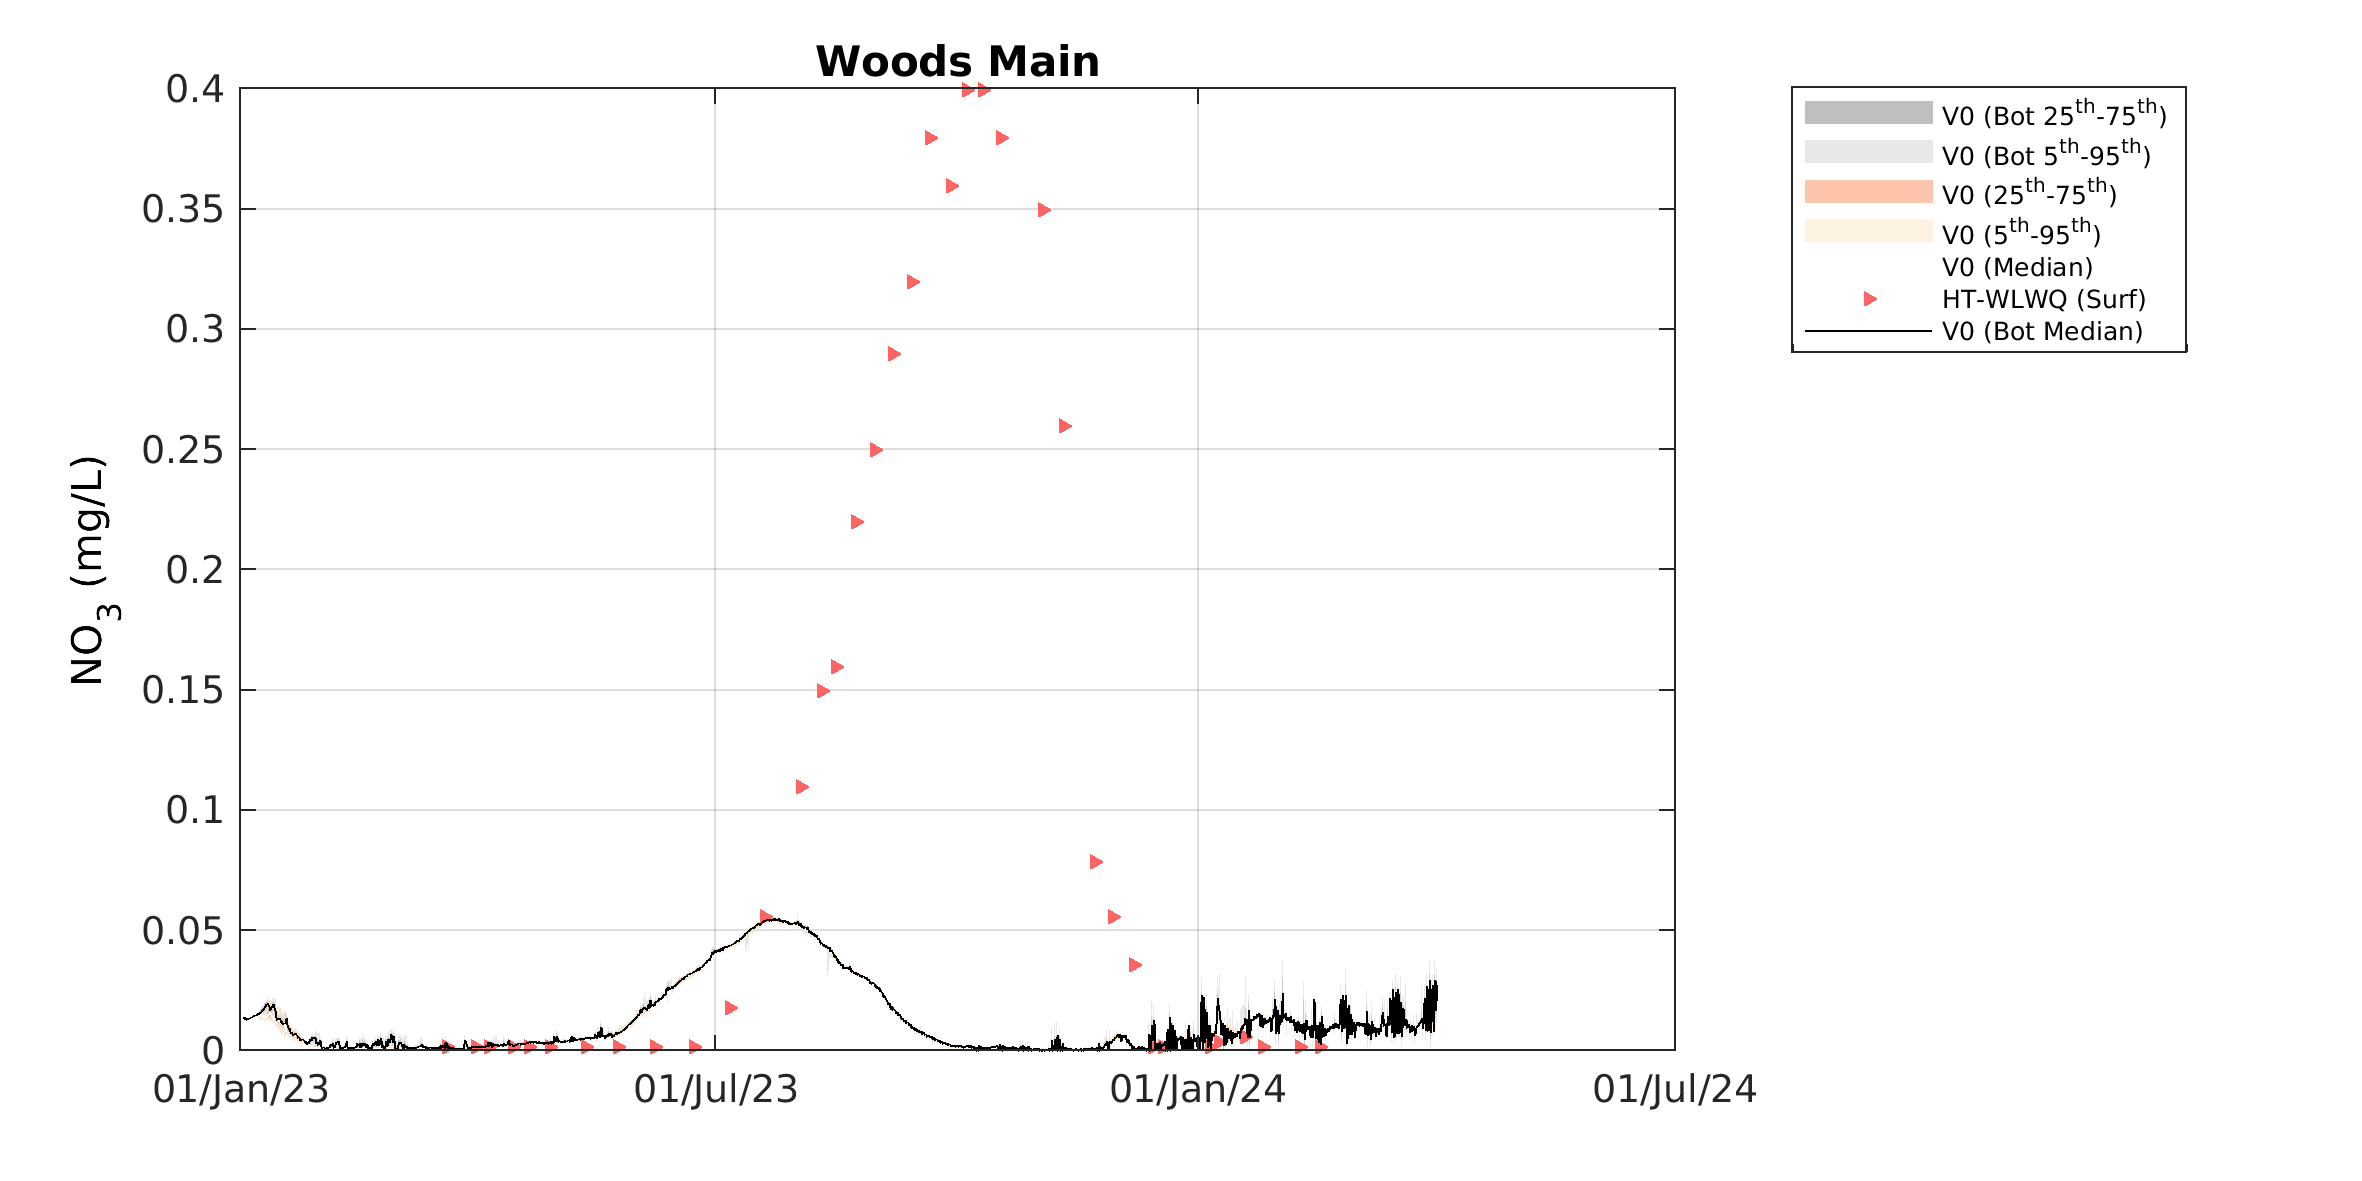 Woods Main
0.4
0.35
0.3
0.25
0.2
0.15
0.1
0.05
0
NO3 (mg/L)
01/Jan/23
01/Jul/23
01/Jan/24
01/Jul/24
V0 (Bot 25th-75th)
V0 (Bot 5th-95th)
V0 (25th-75th)
V0 (5th-95th)
V0 (Median)
HT-WLWQ (Surf)
V0 (Bot Median)